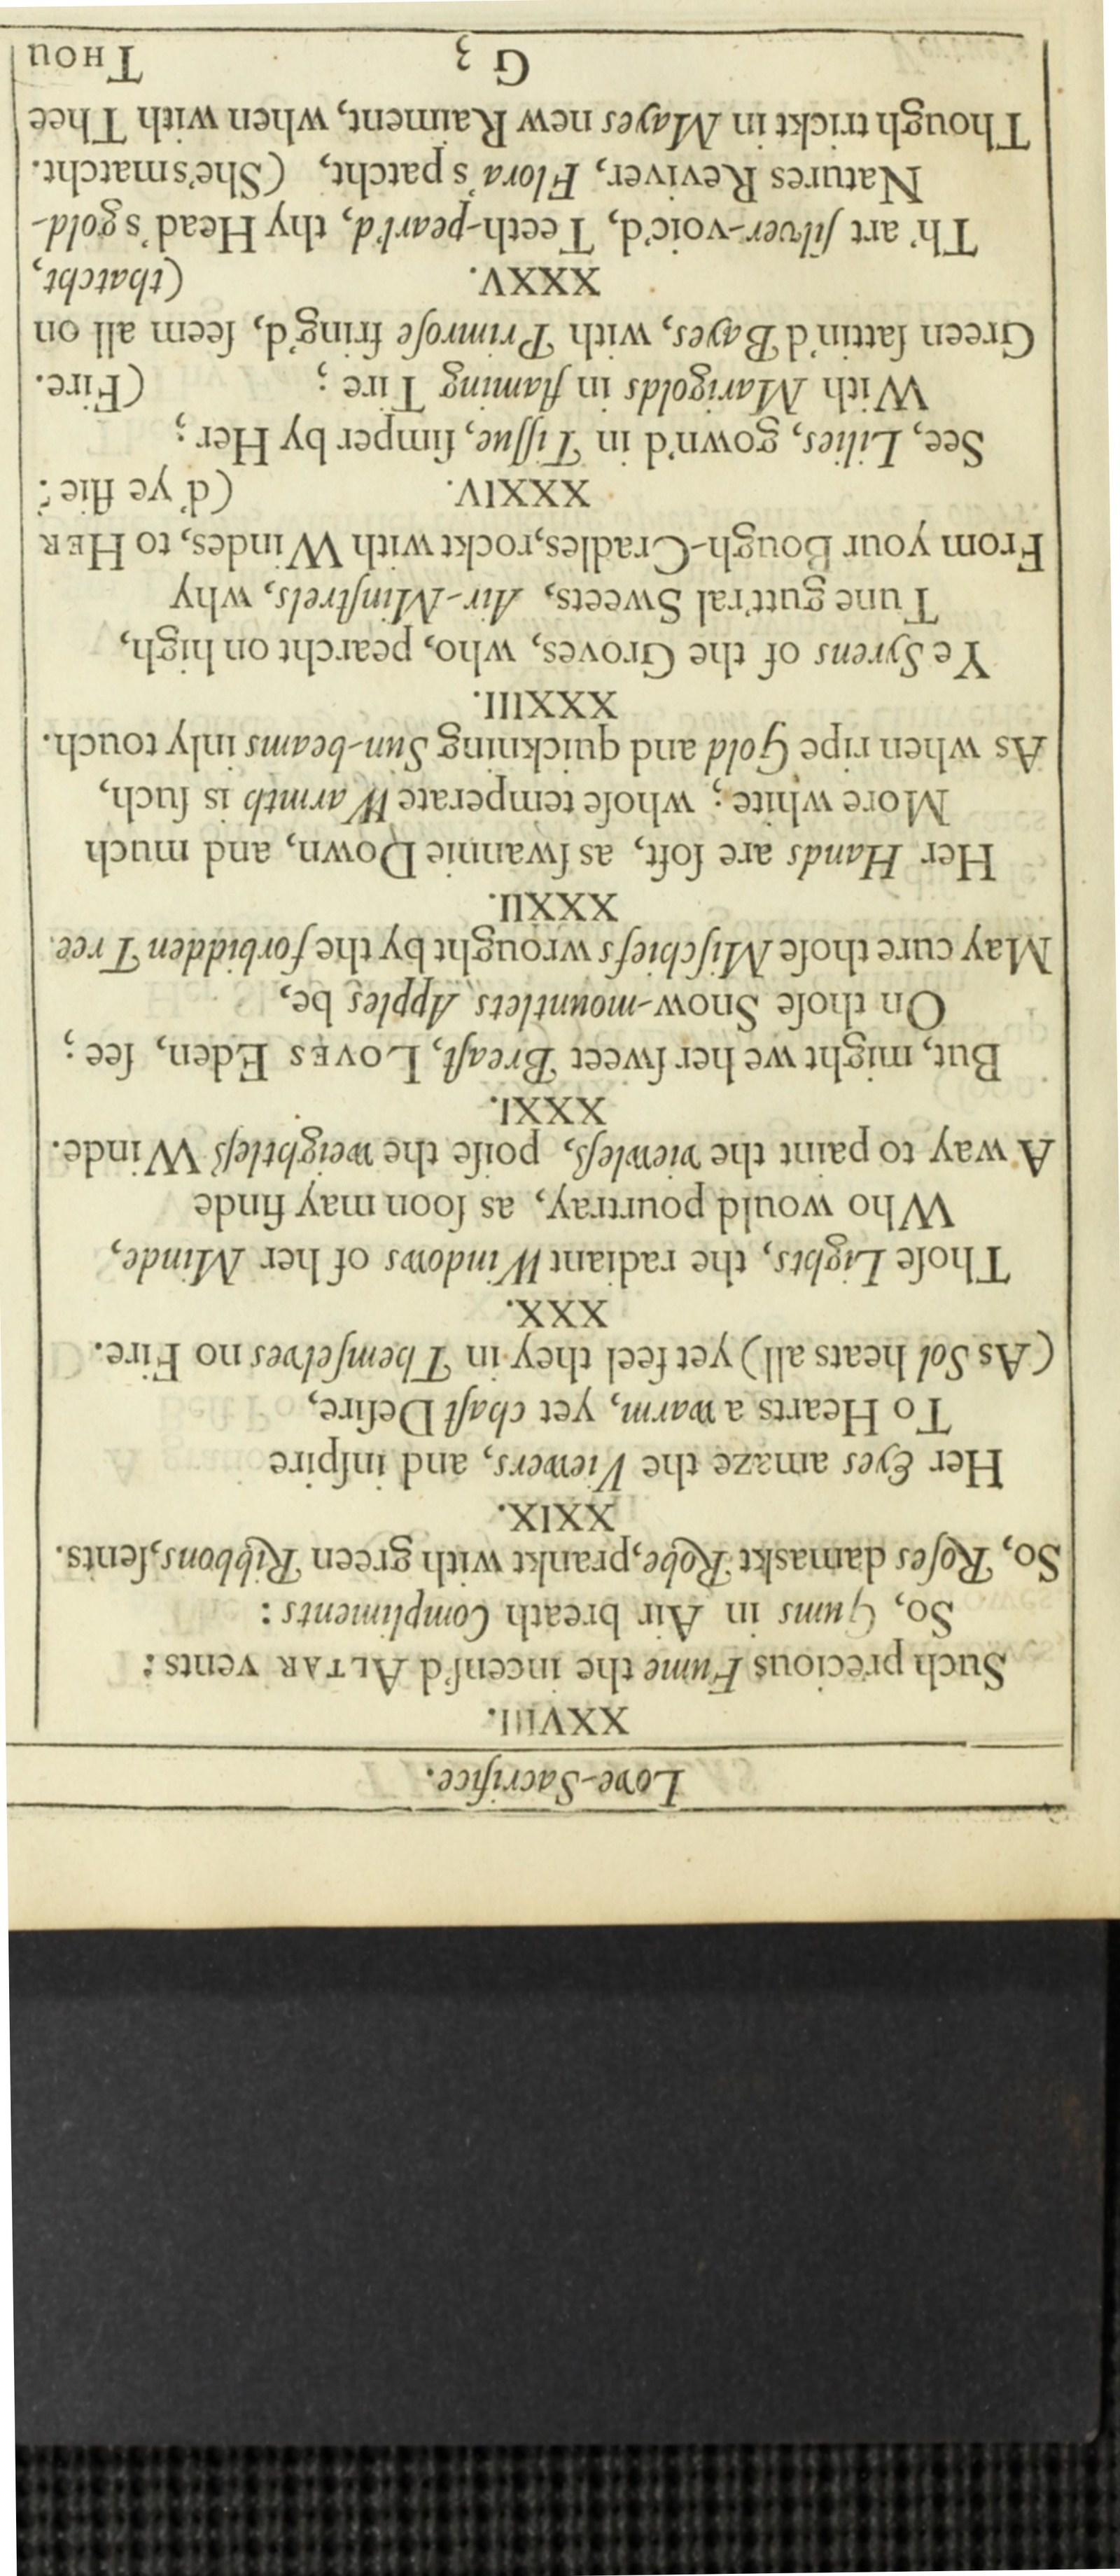 Love-Sacrifice.
XXVIII.
Such precious Fume the incenſ'd ALTAR vents:
So, Gums in Air breath Compliments:
So, Roſes damaskt Robe, prankt with green Ribbons, ſents.
XXIX.
Her Eyes amaze the Viewers, and inſpire
To Hearts a warm, yet chaſt Deſire,
(As Sol heats all) yet feel they in Themſelves no Fire.
XXX.
Thoſe Lights, the radiant Windows of her Minde,
Who would pourtray, as ſoon may finde
A way to paint the viewleſs, poiſe the weightleſs Winde.
XXXI.
But, might we her ſweet Breaſt, LOVES Eden, ſee;
On thoſe Snow-mountlets Apples be,
May cure thoſe Miſchiefs wrought by the forbidden Tree.
XXXII.
Her Hands are ſoft, as ſwannie Down, and much
More white; whoſe temperate Warmth is ſuch,
As when ripe Gold and quickning Sun-beams inly touch.
XXXIII.
Ye Syrens of the Groves, who, pearcht on high,
Tune gutt'ral Sweets, Air-Minſtrels, why
From your Bough-Cradles, rockt with Windes, to HER
XXXIV. (d'ye flie?
See, Lilies, gown'd in Tiſſue, ſimper by Her;
With Marigolds in flaming Tire; (Fire.
Green ſattin'd Bayes, with Primroſe fring'd, ſeem all on
XXXV. (thatcht,
Th' art ſilver-voic'd, Teeth-pearl'd, thy Head's gold-
Natures Reviver, Flora's patcht, (She's matcht.
Though trickt in Mayes new Raiment, when with Thee
G 3 THOU